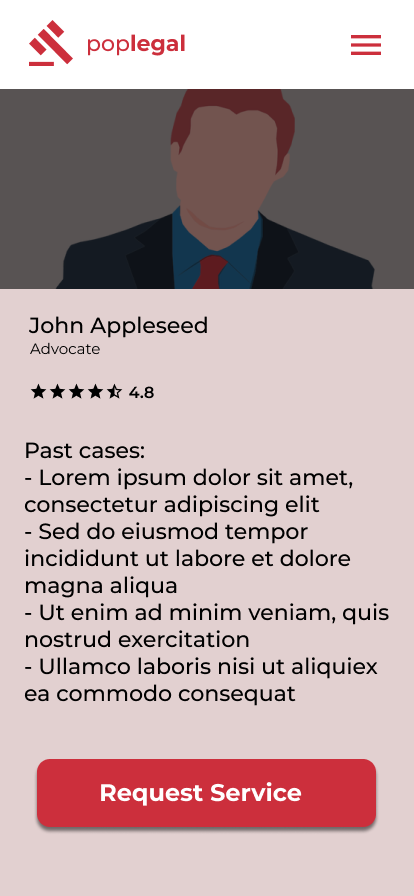 poplegal
John Appleseed
Advocate
4.8
Past cases:
- Lorem ipsum dolor sit amet,
consectetur adipiscing elit
- Sed do eiusmod tempor
incididunt ut labore et dolore
magna aliqua
- Ut enim ad minim veniam, quis
nostrud exercitation
- Ullamco laboris nisi ut aliquiex
ea commodo consequat
Request Service